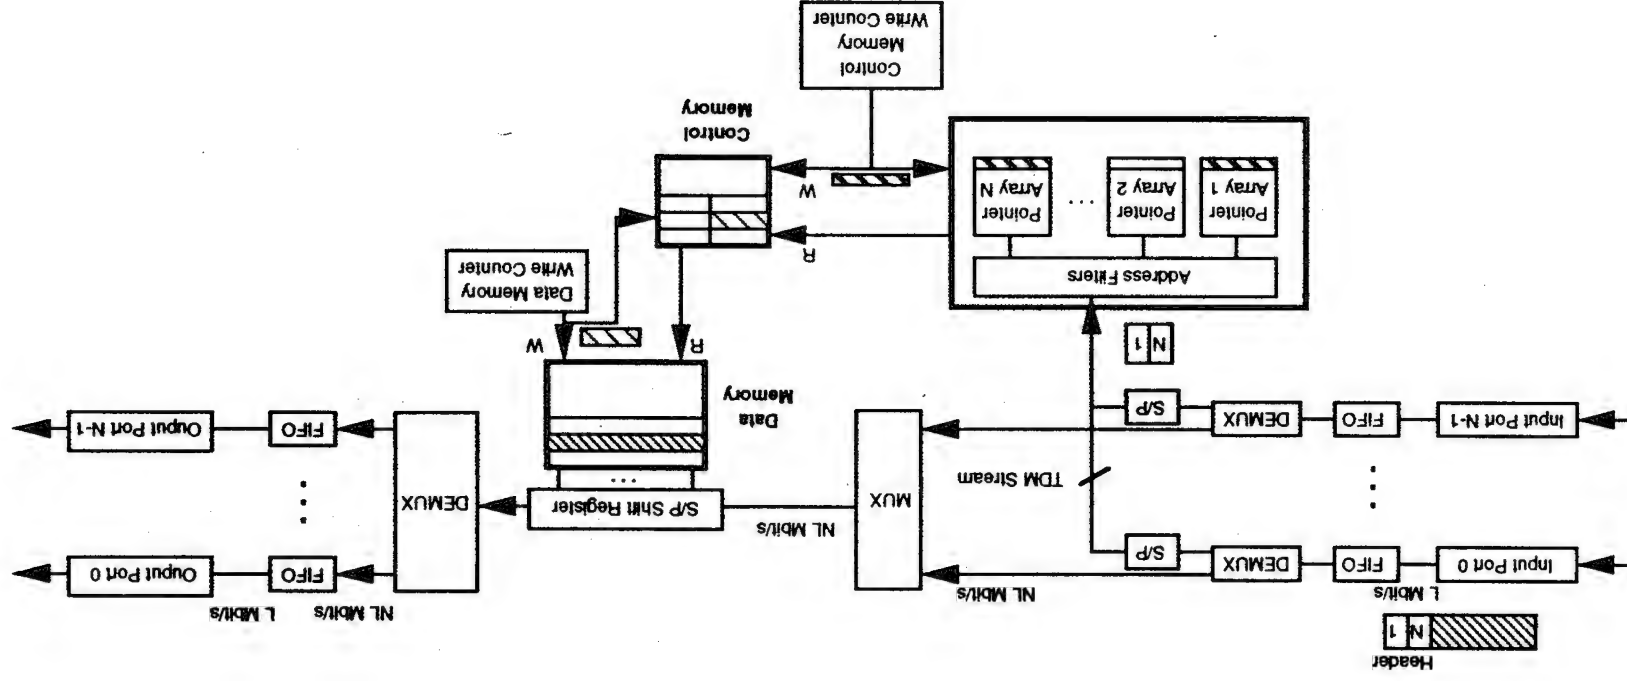 Header
N 1
L Mbit/s
NL Mbit/s
NL Mbit/s
L Mbit/s
Input Port 0
FIFO
DEMUX
S/P
MUX
NL Mbit/s
S/P Shift Register
...
DEMUX
FIFO
Ouput Port 0
TDM Stream
Input Port N-1
FIFO
DEMUX
S/P
Data
Memory
FIFO
Ouput Port N-1
N 1
R
W
Address Filters
Data Memory
Write Counter
Pointer
Array 1
Pointer
Array 2
...
Pointer
Array N
R
W
Control
Memory
Control
Memory
Write Counter